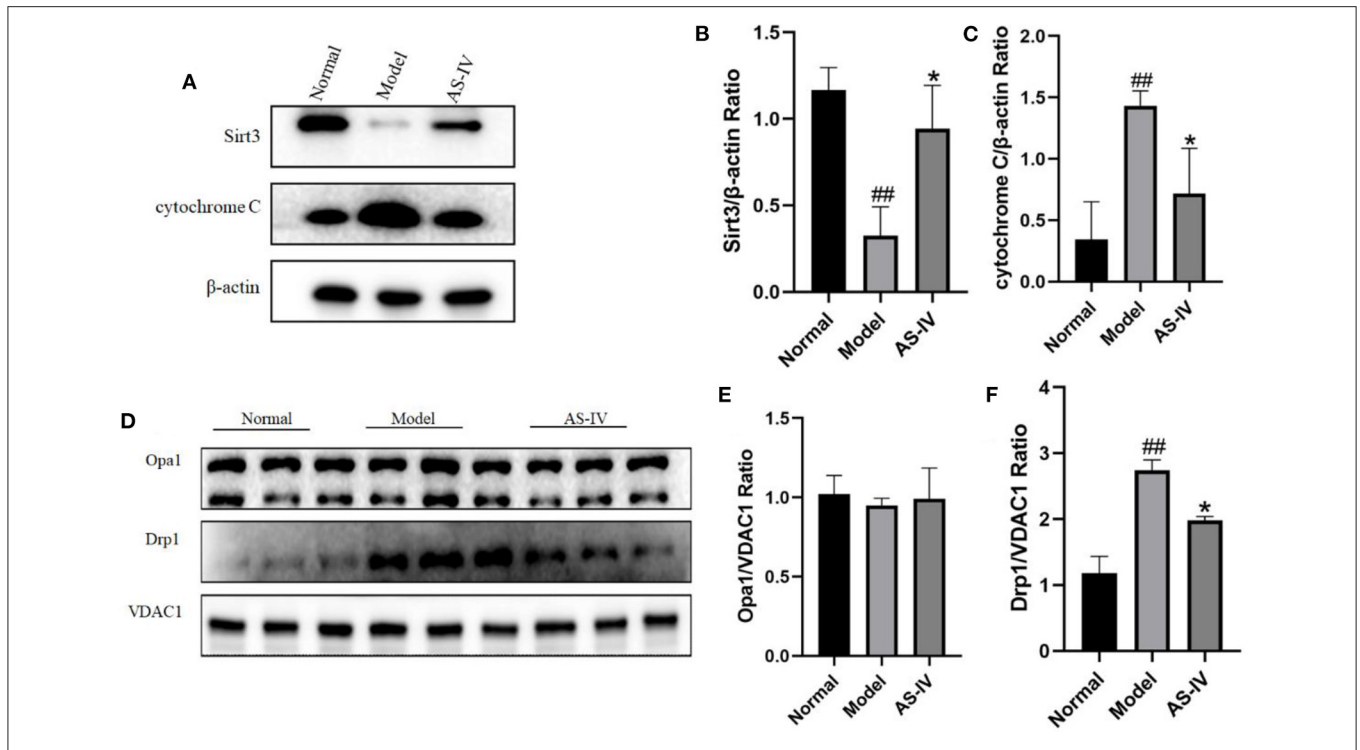 A
Normal
Model
AS-IV
Sirt3
cytochrome C
β-actin
B
Sirt3/β-actin Ratio
1.5
1.0
0.5
0.0
##
*
Normal
Model
AS-IV
C
cytochrome C/β-actin Ratio
2.0
1.5
1.0
0.5
0.0
##
*
Normal
Model
AS-IV
D
Normal
Model
AS-IV
Opa1
Drp1
VDAC1
E
Opa1/VDAC1 Ratio
1.5
1.0
0.5
0.0
Normal
Model
AS-IV
F
Drp1/VDAC1 Ratio
4
3
2
1
0
##
*
Normal
Model
AS-IV